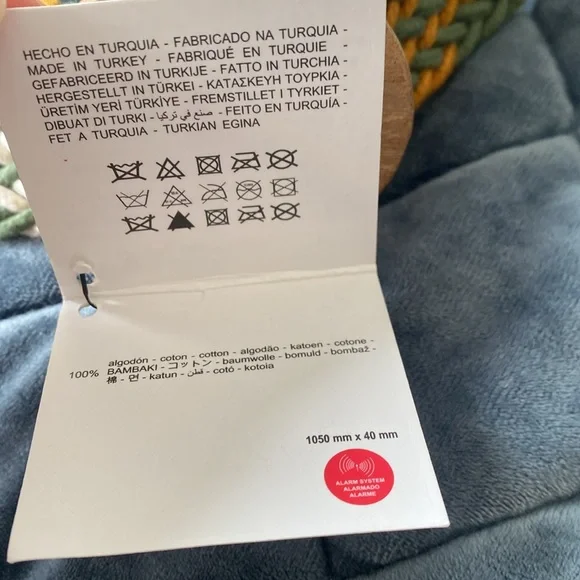 HECHO EN TURQUIA - FABRICADO NA TURQUIA -
MADE IN TURKEY - FABRIQUÉ EN TURQUIE -
GEFABRICEERD IN TURKIJE - FATTO IN TURCHIA -
HERGESTELLT IN TÜRKEI - ΚΑΤΑΣΚΕΥΗ ΤΟΥΡΚΙΑ -
ÜRETİM YERİ TÜRKİYE - FREMSTILLET I TYRKIET -
DIBUAT DI TURKI - صنع في تركيا - FEITO EN TURQUÍA -
FET A TURQUIA - TURKIAN EGINA
algodón - coton - cotton - algodão - katoen - cotone -
100% BAMBAKI - コットン - baumwolle - bomuld - bombaž -
棉 - 면 - katun - قطن - cotó - kotoia
1050 mm x 40 mm
ALARM SYSTEM
ALARMADO
ALARME